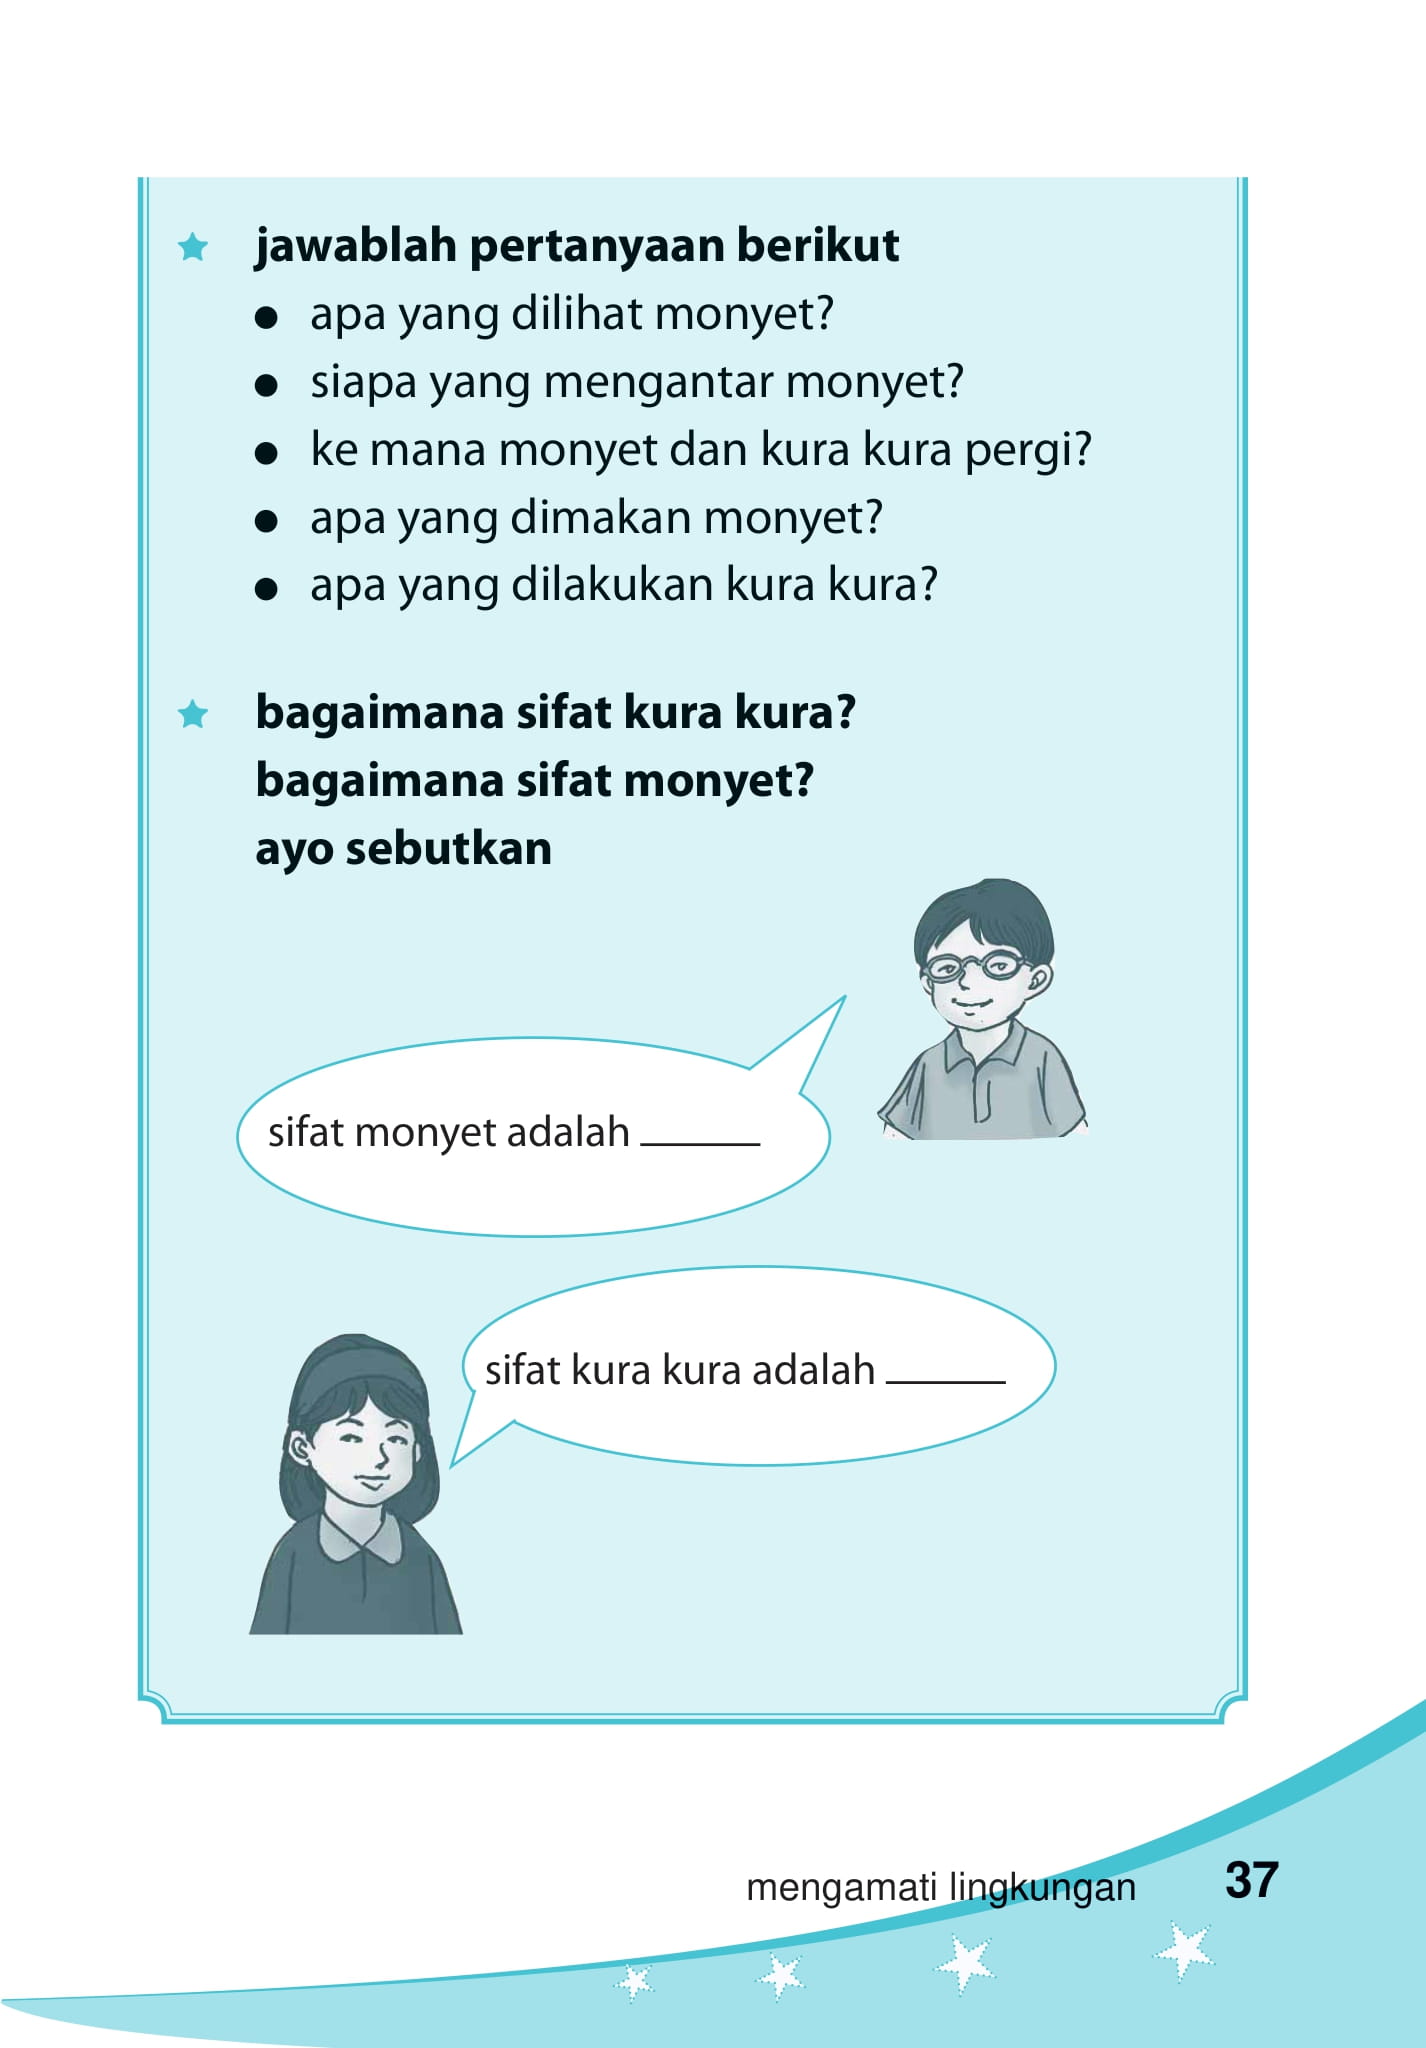 jawablah pertanyaan berikut
● apa yang dilihat monyet?
● siapa yang mengantar monyet?
● ke mana monyet dan kura kura pergi?
● apa yang dimakan monyet?
● apa yang dilakukan kura kura?
bagaimana sifat kura kura?
bagaimana sifat monyet?
ayo sebutkan
sifat monyet adalah ______
sifat kura kura adalah ______
mengamati lingkungan 37